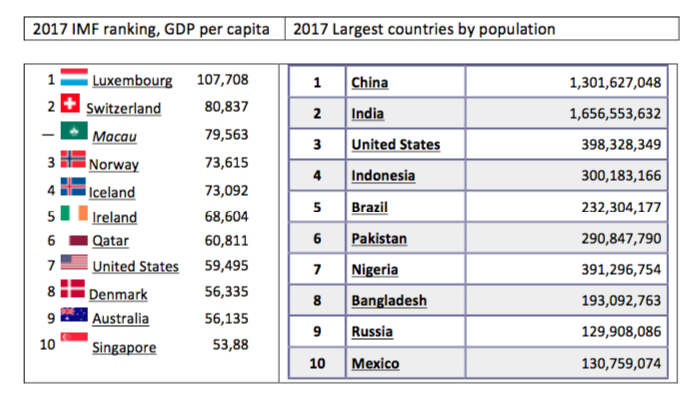 2017 IMF ranking, GDP per capita 2017 Largest countries by population
1 Luxembourg 107,708
2 Switzerland 80,837
— Macau 79,563
3 Norway 73,615
4 Iceland 73,092
5 Ireland 68,604
6 Qatar 60,811
7 United States 59,495
8 Denmark 56,335
9 Australia 56,135
10 Singapore 53,88
1 China 1,301,627,048
2 India 1,656,553,632
3 United States 398,328,349
4 Indonesia 300,183,166
5 Brazil 232,304,177
6 Pakistan 290,847,790
7 Nigeria 391,296,754
8 Bangladesh 193,092,763
9 Russia 129,908,086
10 Mexico 130,759,074